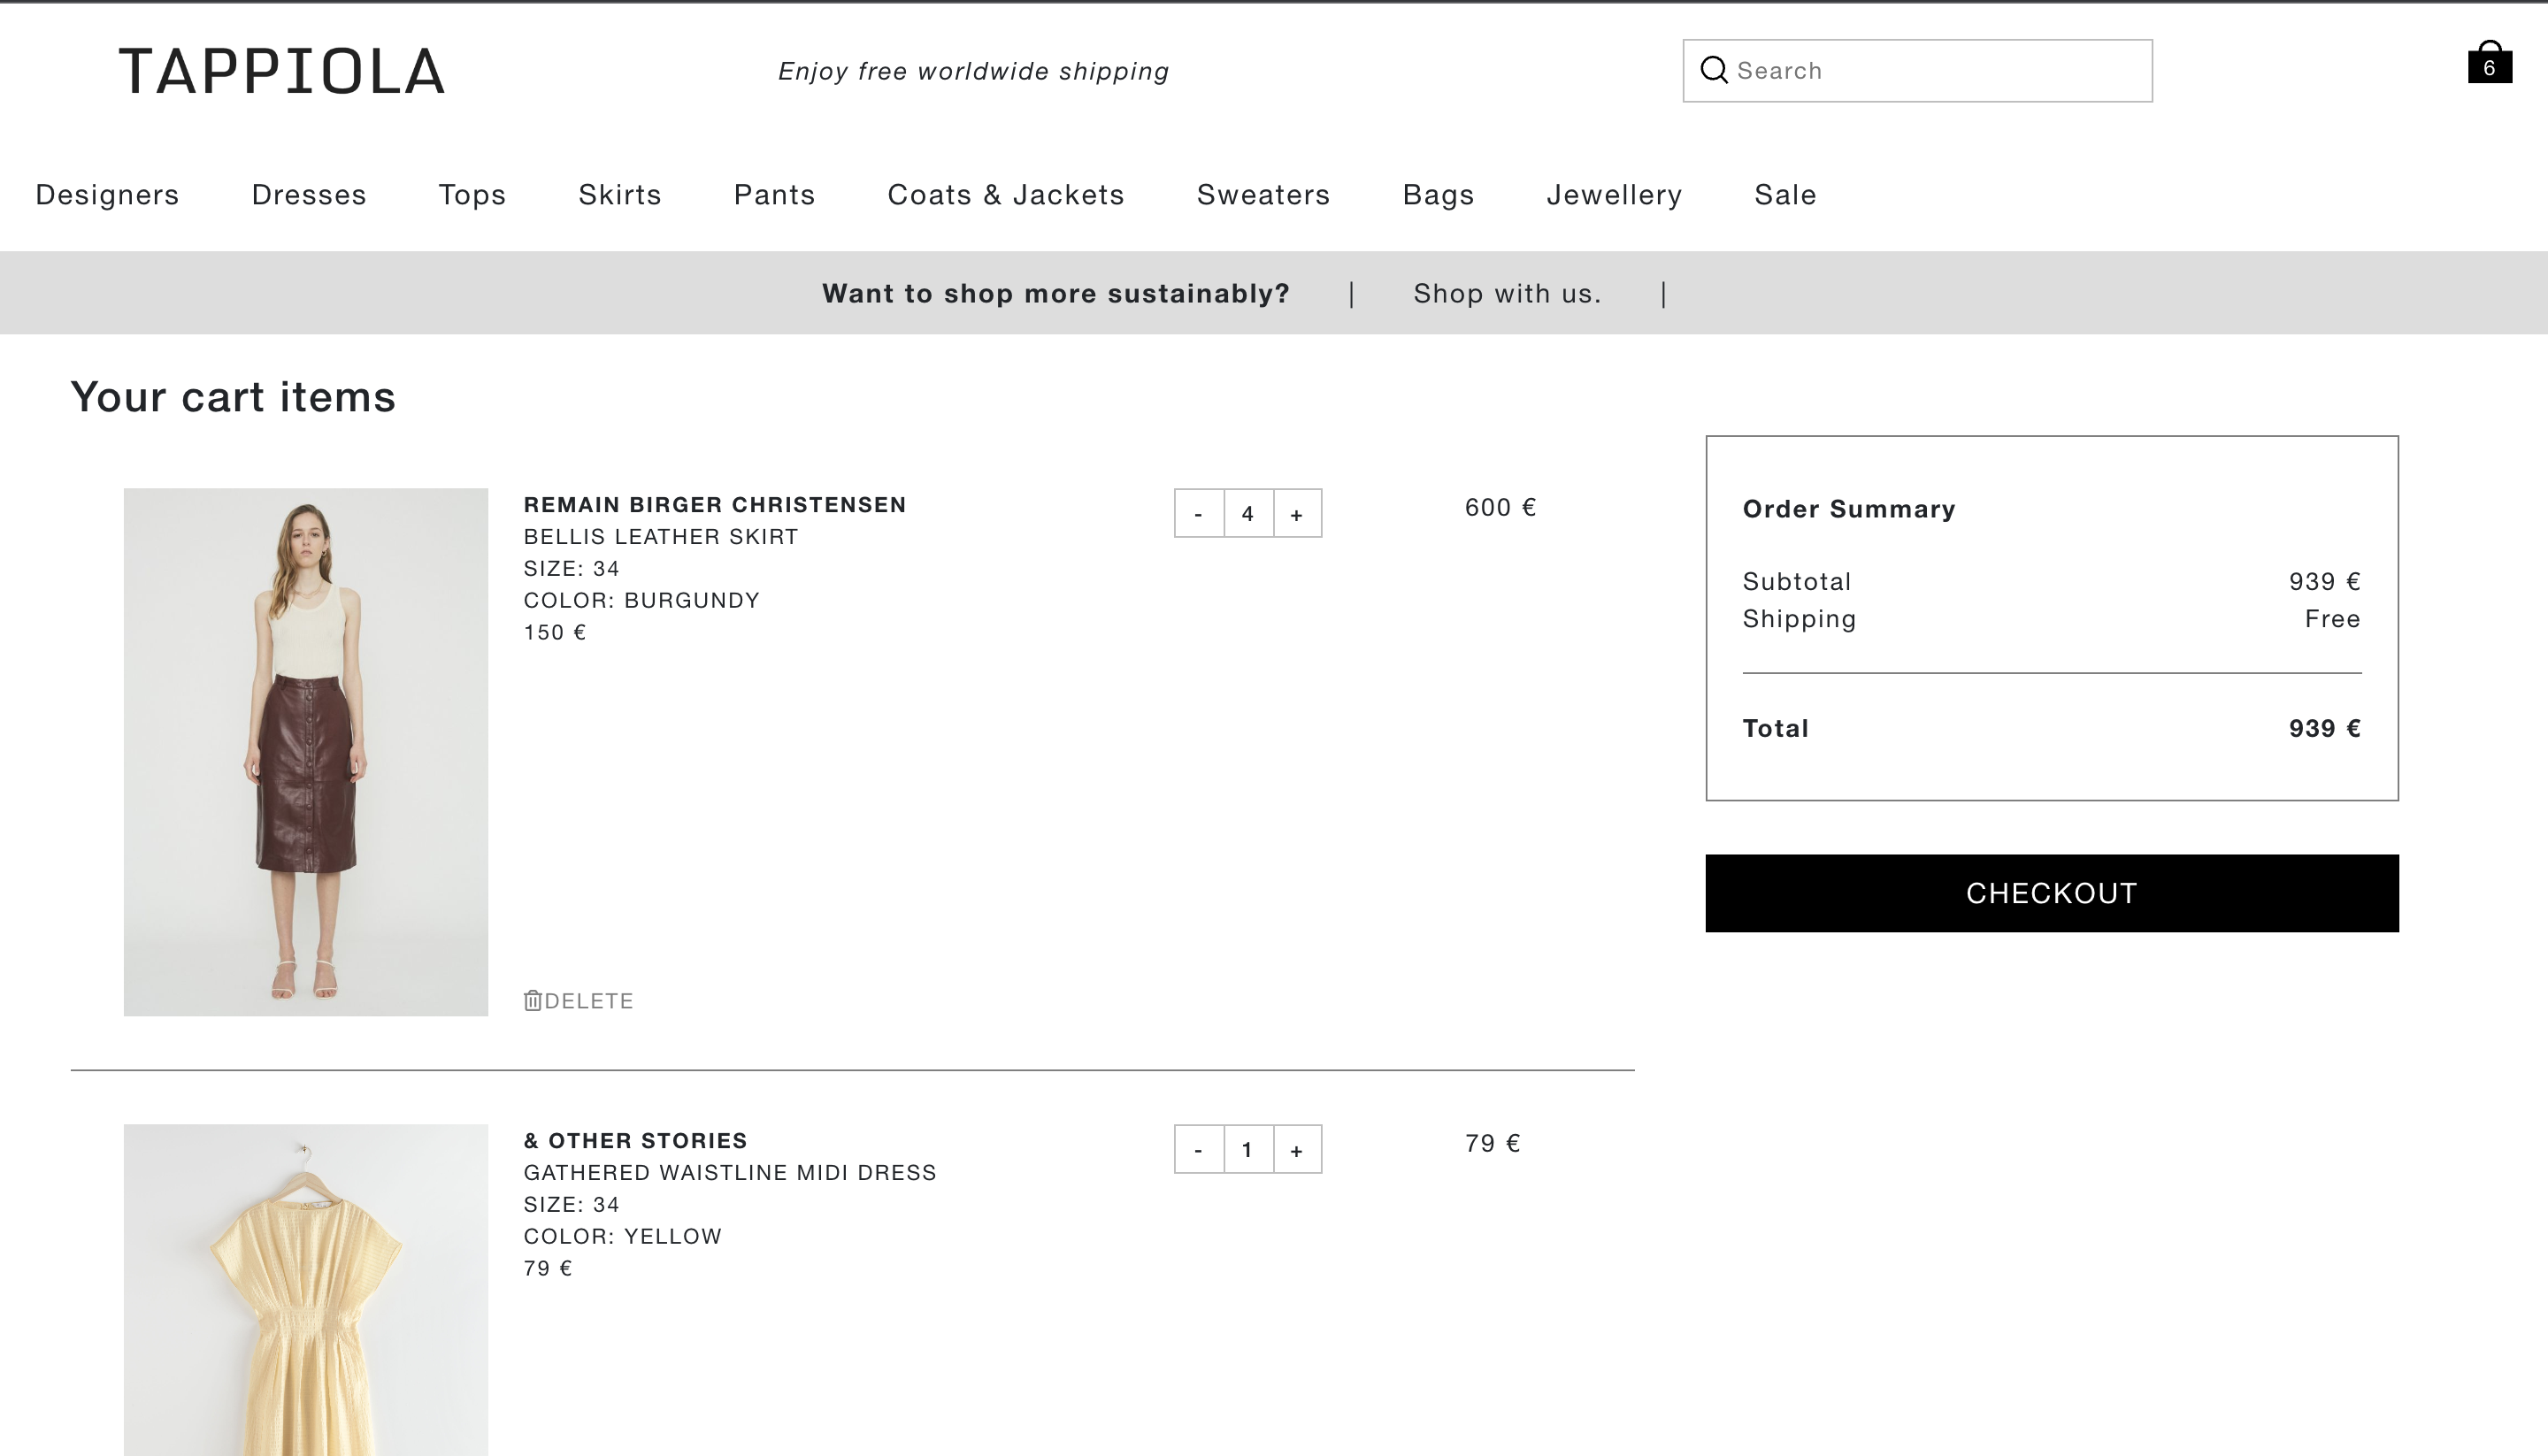 TAPPIOLA
Enjoy free worldwide shipping
Search
6
Designers Dresses Tops Skirts Pants Coats & Jackets Sweaters Bags Jewellery Sale
Want to shop more sustainably? | Shop with us. |
Your cart items
REMAIN BIRGER CHRISTENSEN
BELLIS LEATHER SKIRT
SIZE: 34
COLOR: BURGUNDY
150 €
- 4 +
600 €
DELETE
& OTHER STORIES
GATHERED WAISTLINE MIDI DRESS
SIZE: 34
COLOR: YELLOW
79 €
- 1 +
79 €
Order Summary
Subtotal 939 €
Shipping Free
Total 939 €
CHECKOUT